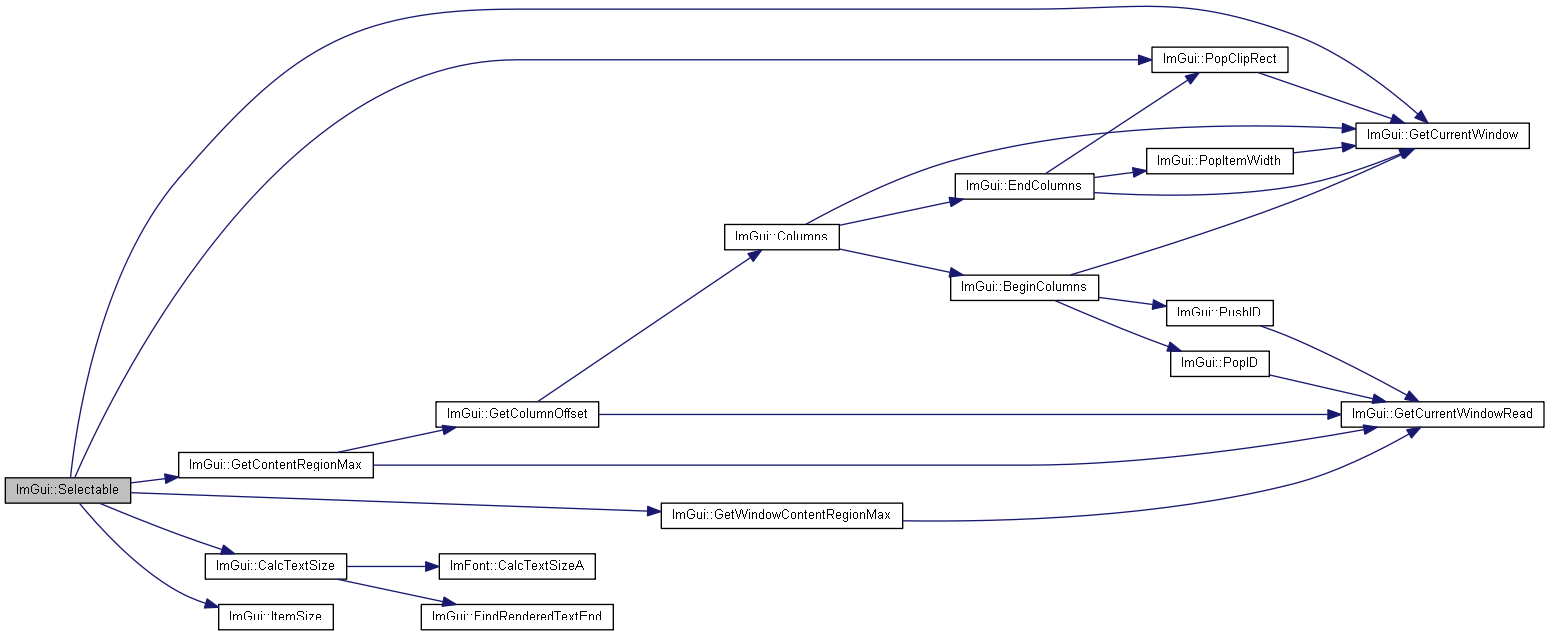 ImGui::PopClipRect
ImGui::GetCurrentWindow
ImGui::PopItemWidth
ImGui::EndColumns
ImGui::Columns
ImGui::BeginColumns
ImGui::PushID
ImGui::PopID
ImGui::GetColumnOffset
ImGui::GetCurrentWindowRead
ImGui::GetContentRegionMax
ImGui::Selectable
ImGui::GetWindowContentRegionMax
ImGui::CalcTextSize
ImFont::CalcTextSizeA
ImGui::ItemSize
ImGui::FindRenderedTextEnd